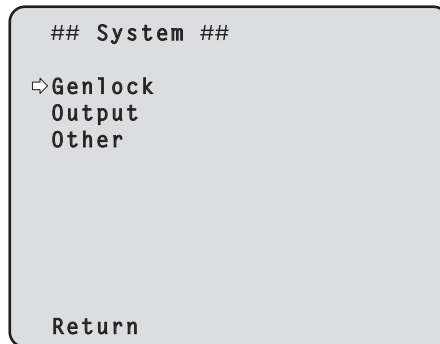 ## System ##
⇨Genlock
Output
Other
Return